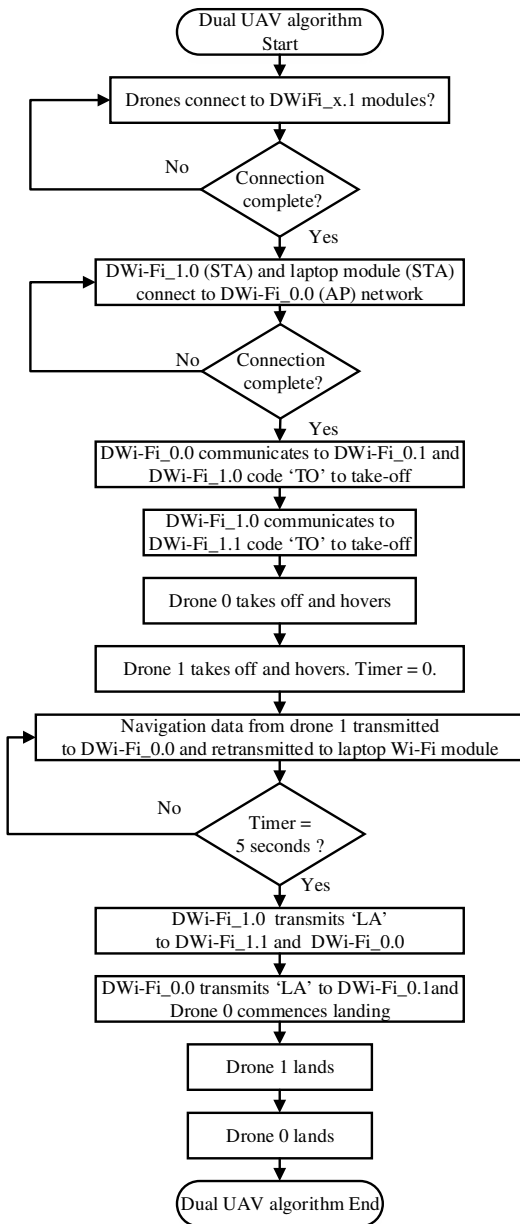 Dual UAV algorithm
Start
Drones connect to DWiFi_x.1 modules?
No
Connection
complete?
Yes
DWi-Fi_1.0 (STA) and laptop module (STA)
connect to DWi-Fi_0.0 (AP) network
No
Connection
complete?
Yes
DWi-Fi_0.0 communicates to DWi-Fi_0.1 and
DWi-Fi_1.0 code ‘TO’ to take-off
DWi-Fi_1.0 communicates to
DWi-Fi_1.1 code ‘TO’ to take-off
Drone 0 takes off and hovers
Drone 1 takes off and hovers. Timer = 0.
Navigation data from drone 1 transmitted
to DWi-Fi_0.0 and retransmitted to laptop Wi-Fi module
No
Timer =
5 seconds ?
Yes
DWi-Fi_1.0 transmits ‘LA’
to DWi-Fi_1.1 and DWi-Fi_0.0
DWi-Fi_0.0 transmits ‘LA’ to DWi-Fi_0.1and
Drone 0 commences landing
Drone 1 lands
Drone 0 lands
Dual UAV algorithm End